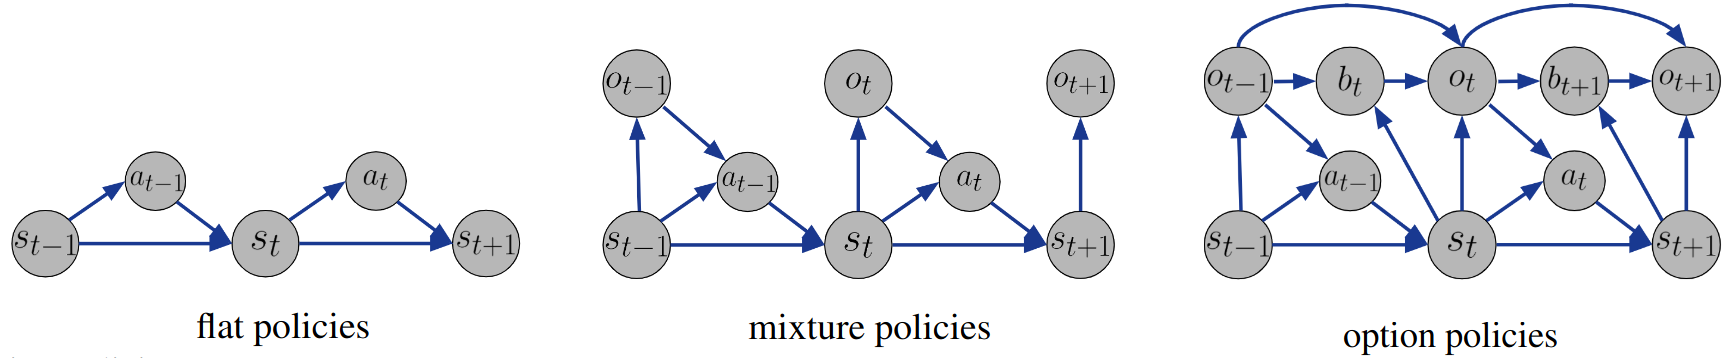 a_{t-1} a_t
s_{t-1} s_t s_{t+1}
flat policies
o_{t-1} o_t o_{t+1}
a_{t-1} a_t
s_{t-1} s_t s_{t+1}
mixture policies
o_{t-1} b_t o_t b_{t+1} o_{t+1}
a_{t-1} a_t
s_{t-1} s_t s_{t+1}
option policies